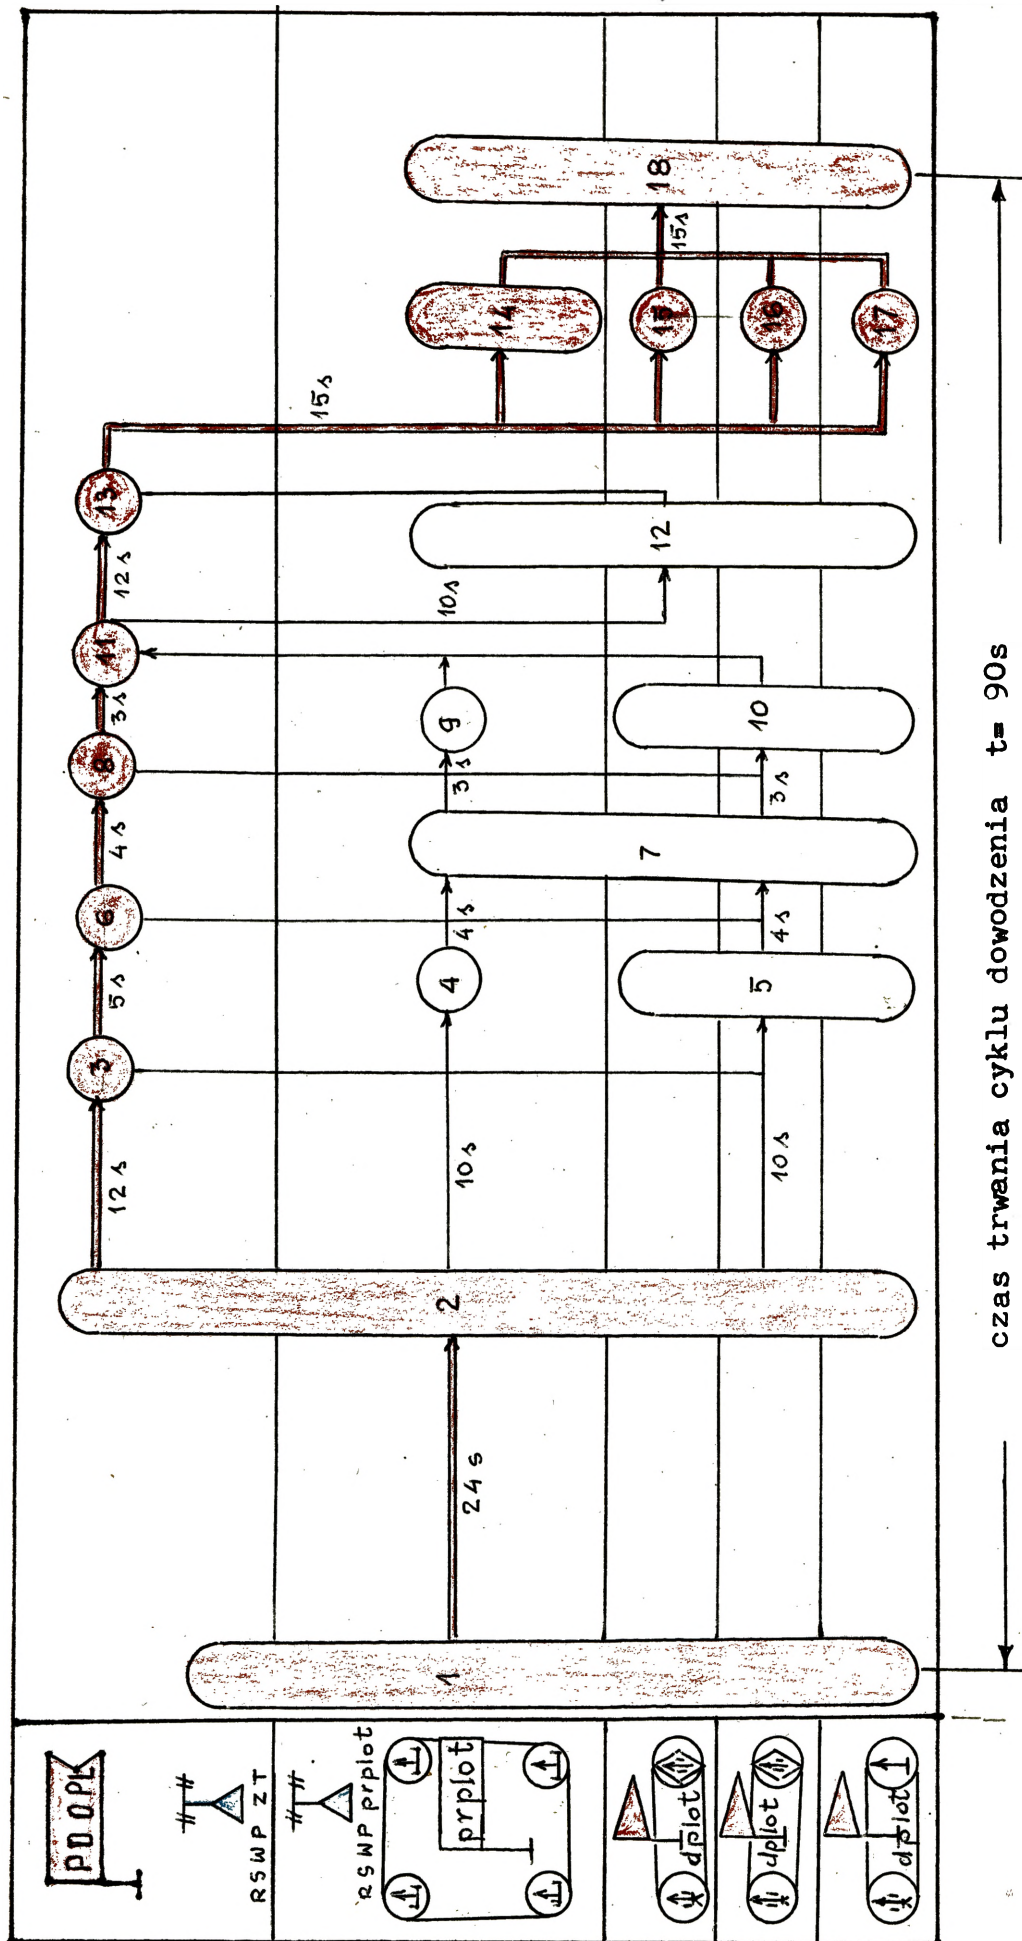 PD OPL
RSWP ZT
RSWP prplot
prplot
dplot
dplot
dplot
1
24 s
2
12 s
10 s
10 s
3
5 s
4
5
6
4 s
4 s
4 s
7
8
3 s
3 s
3 s
9
10
11
12 s
10 s
12
13
15 s
14
15
16
17
15 s
18
czas trwania cyklu dowodzenia t= 90s